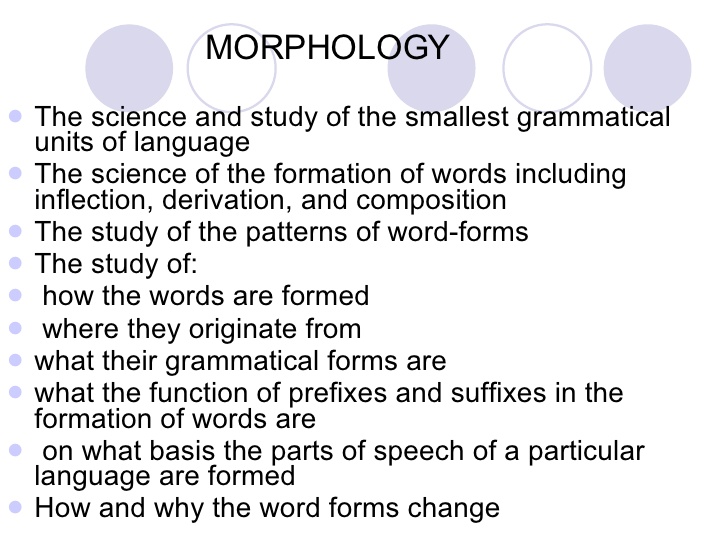 MORPHOLOGY
The science and study of the smallest grammatical
units of language
The science of the formation of words including
inflection, derivation, and composition
The study of the patterns of word-forms
The study of:
how the words are formed
where they originate from
what their grammatical forms are
what the function of prefixes and suffixes in the
formation of words are
on what basis the parts of speech of a particular
language are formed
How and why the word forms change